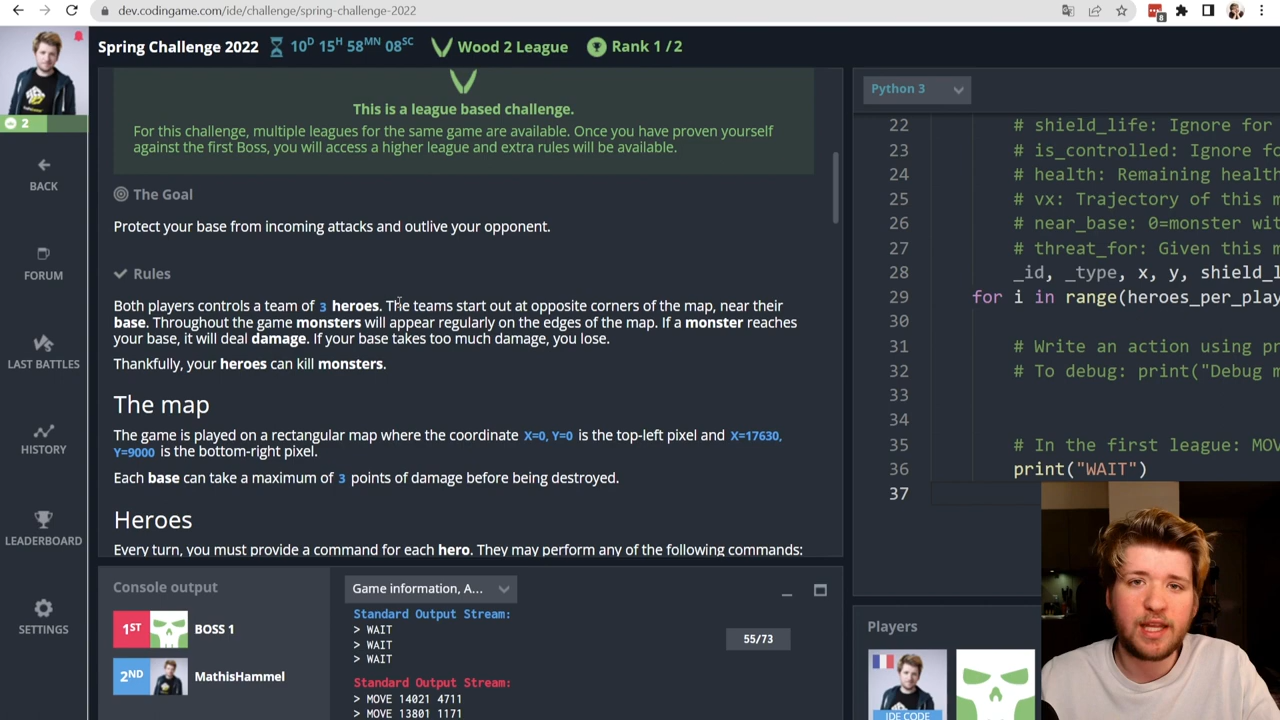 dev.codingame.com/ide/challenge/spring-challenge-2022
8
Spring Challenge 2022 10D 15H 58MN 08SC Wood 2 League Rank 1 / 2
2
BACK
FORUM
LAST BATTLES
HISTORY
LEADERBOARD
SETTINGS
This is a league based challenge.
For this challenge, multiple leagues for the same game are available. Once you have proven yourself
against the first Boss, you will access a higher league and extra rules will be available.
The Goal
Protect your base from incoming attacks and outlive your opponent.
Rules
Both players controls a team of 3 heroes. The teams start out at opposite corners of the map, near their
base. Throughout the game monsters will appear regularly on the edges of the map. If a monster reaches
your base, it will deal damage. If your base takes too much damage, you lose.
Thankfully, your heroes can kill monsters.
The map
The game is played on a rectangular map where the coordinate X=0, Y=0 is the top-left pixel and X=17630,
Y=9000 is the bottom-right pixel.
Each base can take a maximum of 3 points of damage before being destroyed.
Heroes
Every turn, you must provide a command for each hero. They may perform any of the following commands:
Console output
1ST BOSS 1
2ND MathisHammel
Game information, A...
Standard Output Stream:
> WAIT
> WAIT
> WAIT
Standard Output Stream:
> MOVE 14021 4711
> MOVE 13801 1171
55/73
Python 3
22 # shield_life: Ignore for
23 # is_controlled: Ignore fo
24 # health: Remaining healt
25 # vx: Trajectory of this m
26 # near_base: 0=monster wit
27 # threat_for: Given this m
28 _id, _type, x, y, shield_l
29 for i in range(heroes_per_play
30
31 # Write an action using pr
32 # To debug: print("Debug m
33
34
35 # In the first league: MOV
36 print("WAIT")
37
Players
IDE CODE